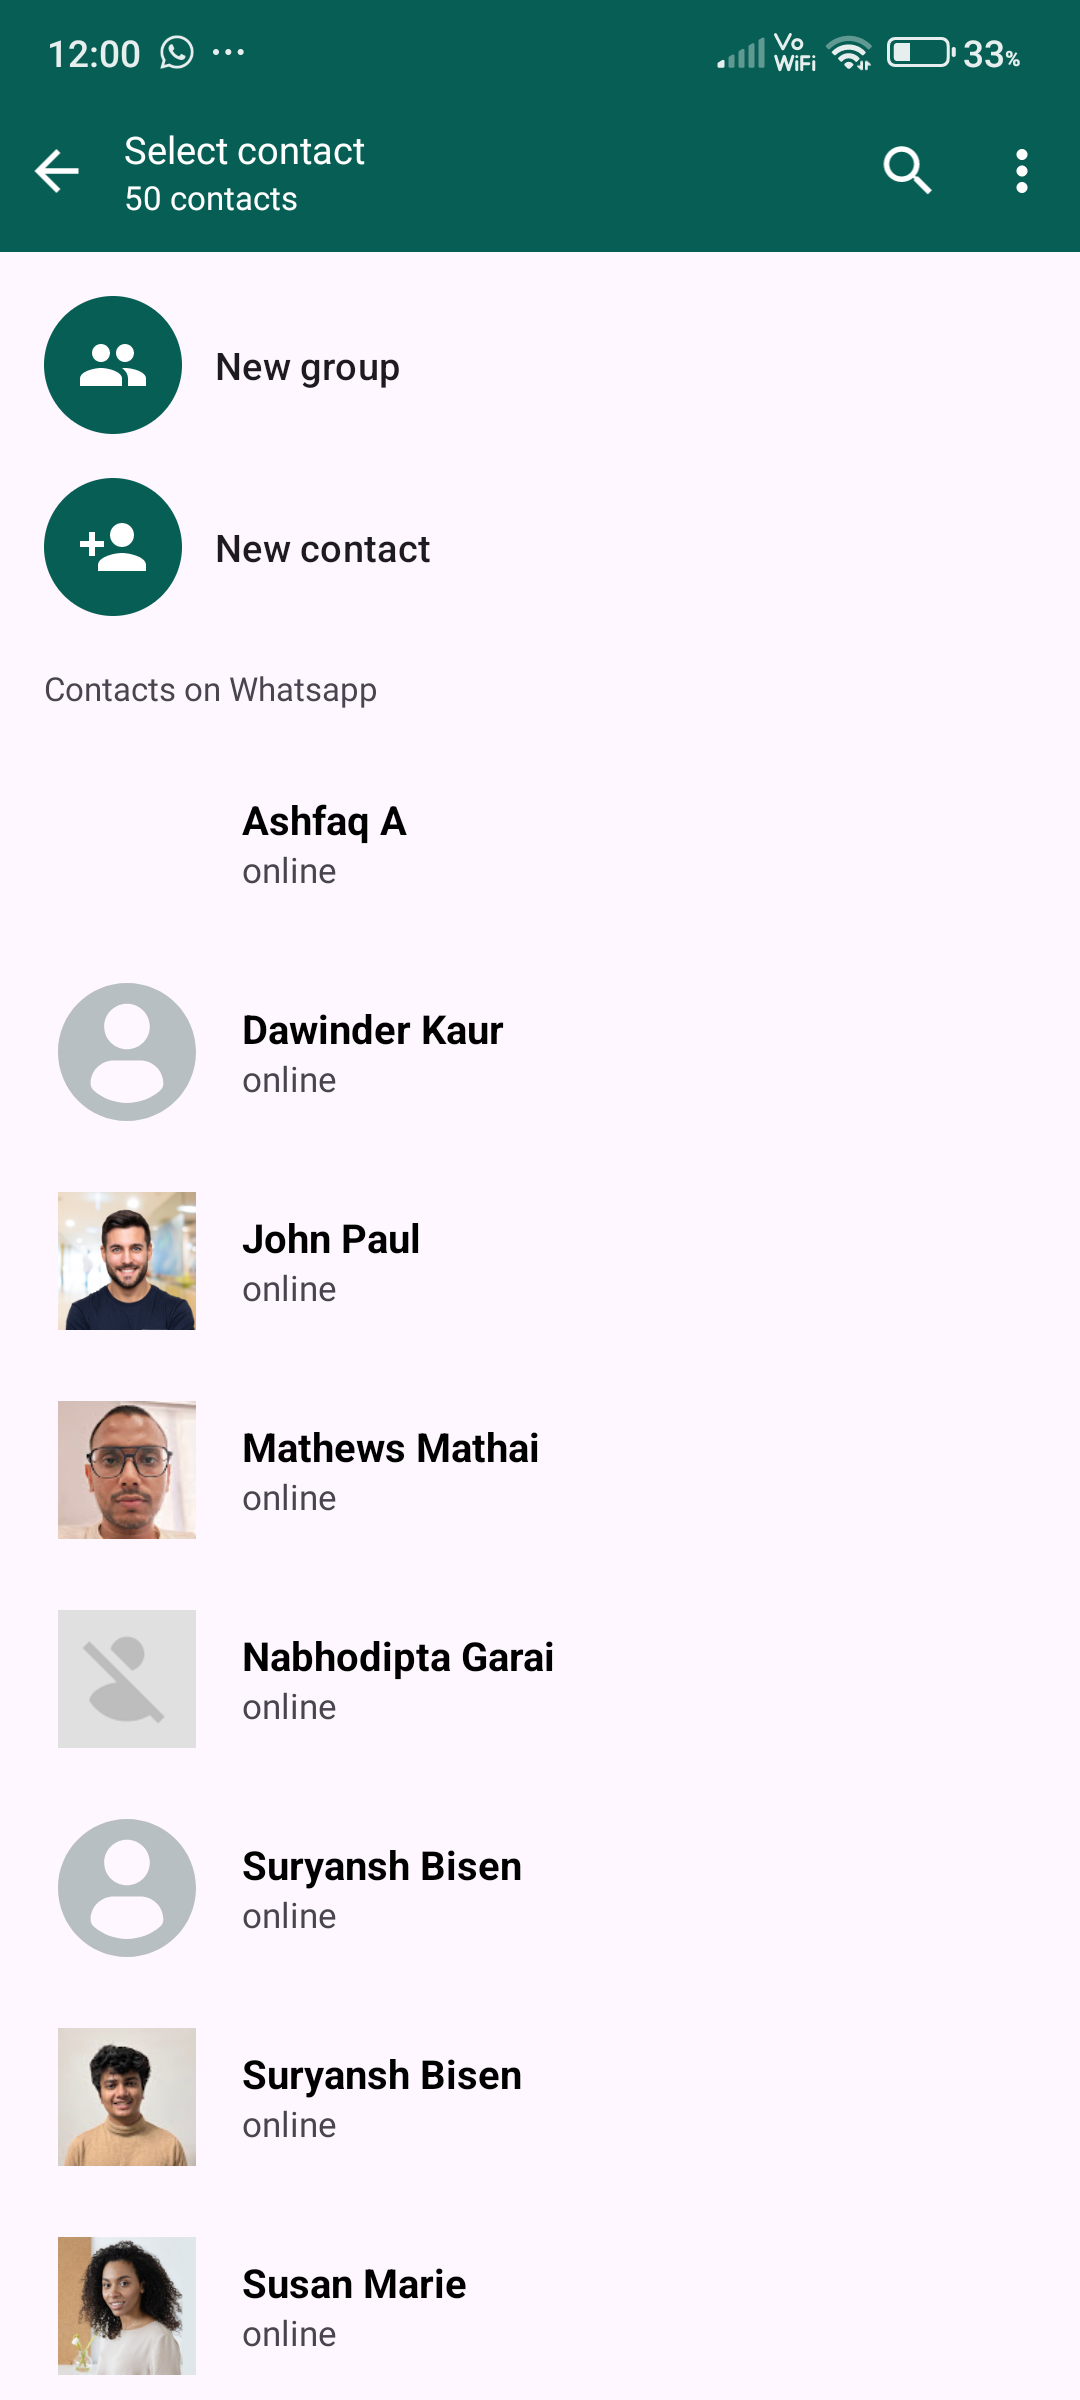 12:00 ... Vo WiFi 33%
Select contact
50 contacts
New group
New contact
Contacts on Whatsapp
Ashfaq A
online
Dawinder Kaur
online
John Paul
online
Mathews Mathai
online
Nabhodipta Garai
online
Suryansh Bisen
online
Suryansh Bisen
online
Susan Marie
online